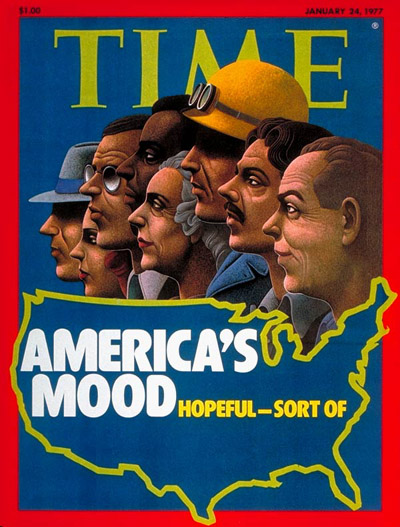 $1.00
JANUARY 24, 1977
TIME
®
AMERICA'S
MOOD HOPEFUL—SORT OF